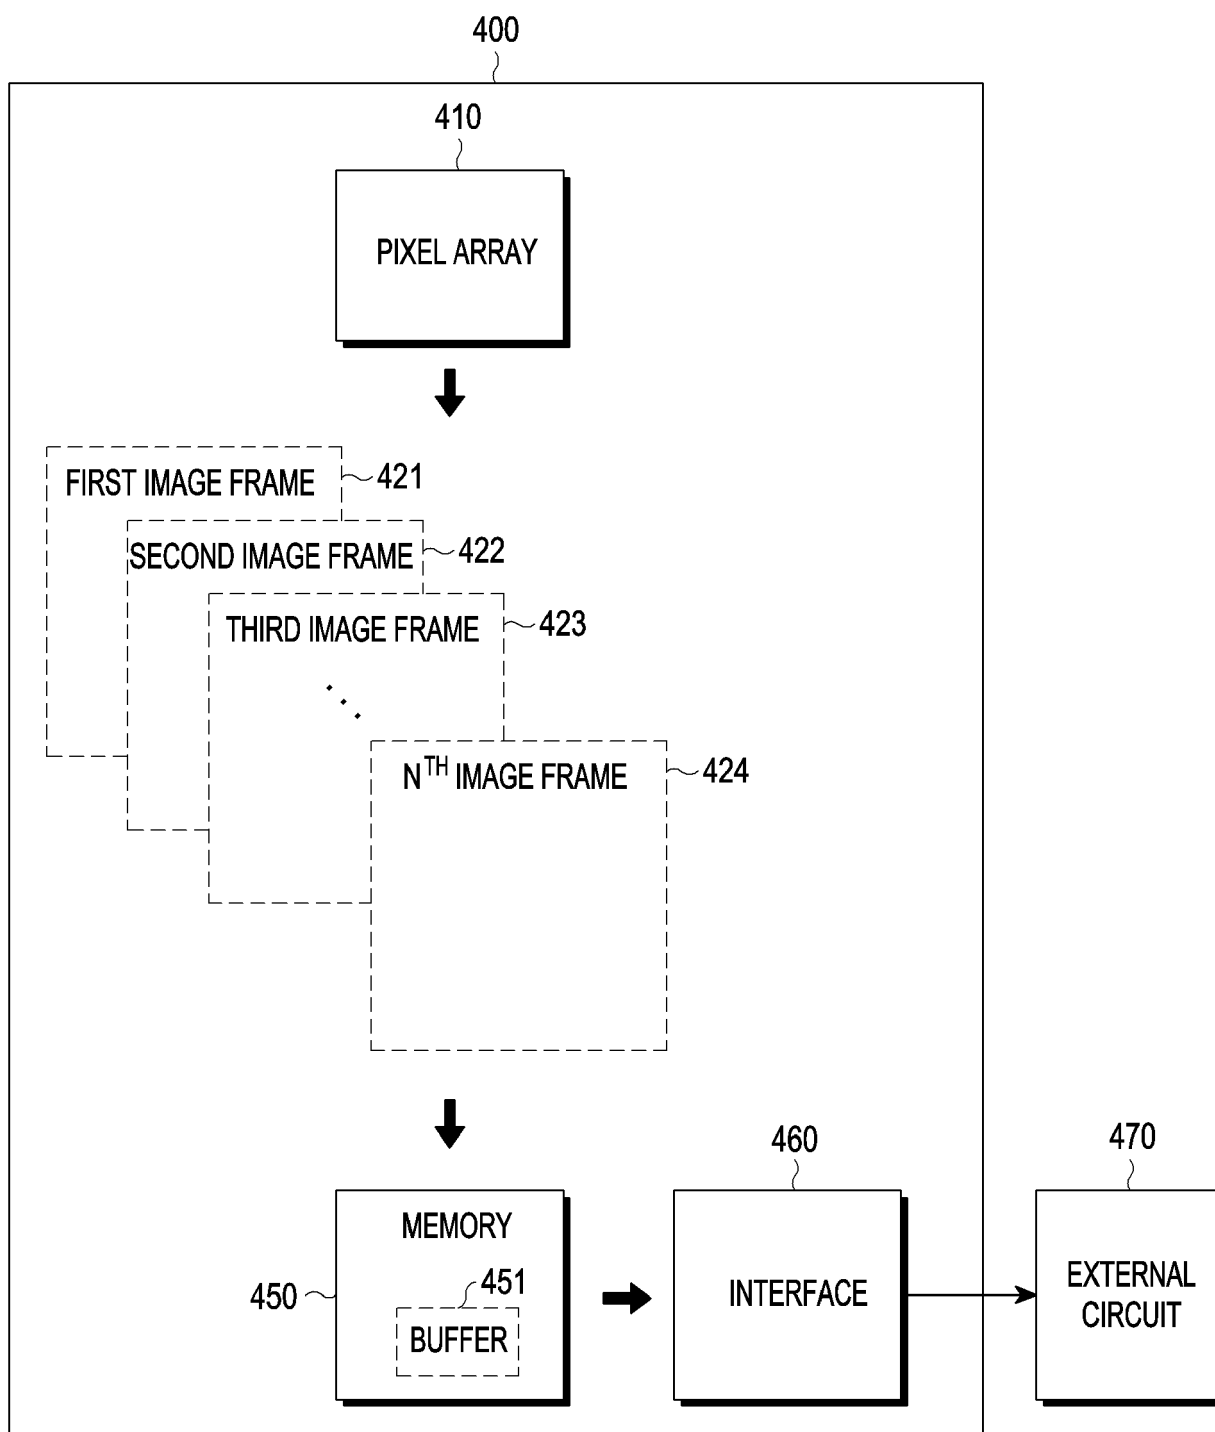 400
410
PIXEL ARRAY
FIRST IMAGE FRAME
421
SECOND IMAGE FRAME
422
THIRD IMAGE FRAME
423
NTH IMAGE FRAME
424
460
470
MEMORY
450
451
BUFFER
INTERFACE
EXTERNAL
CIRCUIT